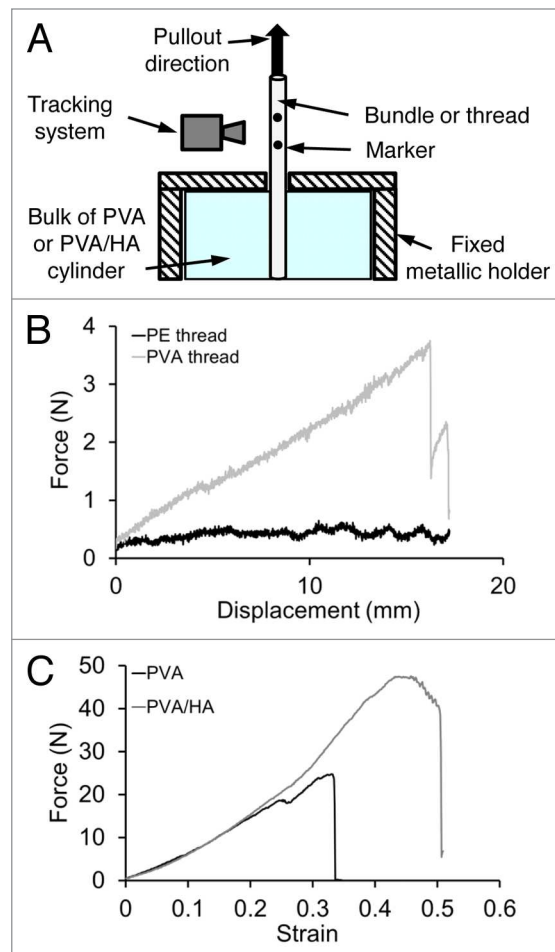 A
Pullout
direction
Tracking
system
Bundle or thread
Marker
Bulk of PVA
or PVA/HA
cylinder
Fixed
metallic holder
B
4
PE thread
PVA thread
3
Force (N)
2
1
0
0 10 20
Displacement (mm)
C
50
PVA
40
PVA/HA
30
Force (N)
20
10
0
0 0.1 0.2 0.3 0.4 0.5 0.6
Strain